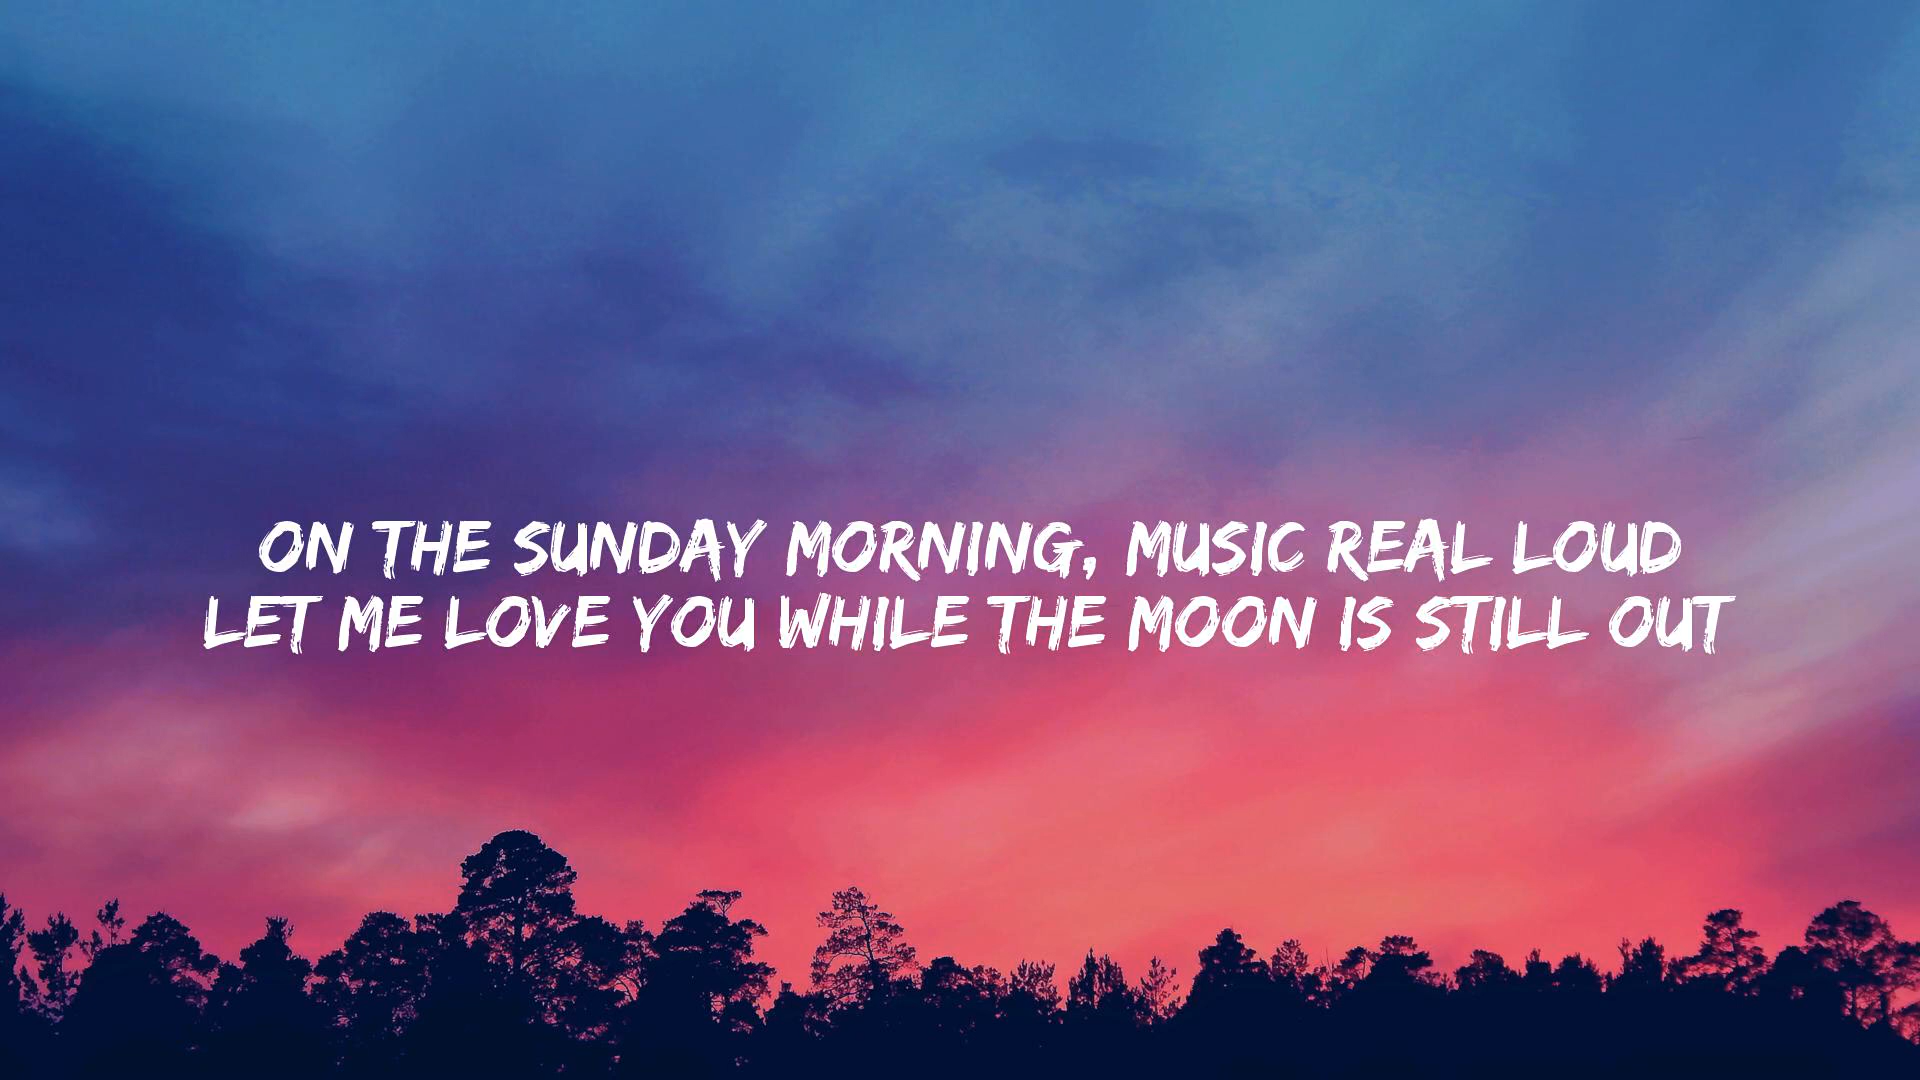 ON THE SUNDAY MORNING, MUSIC REAL LOUD
LET ME LOVE YOU WHILE THE MOON IS STILL OUT